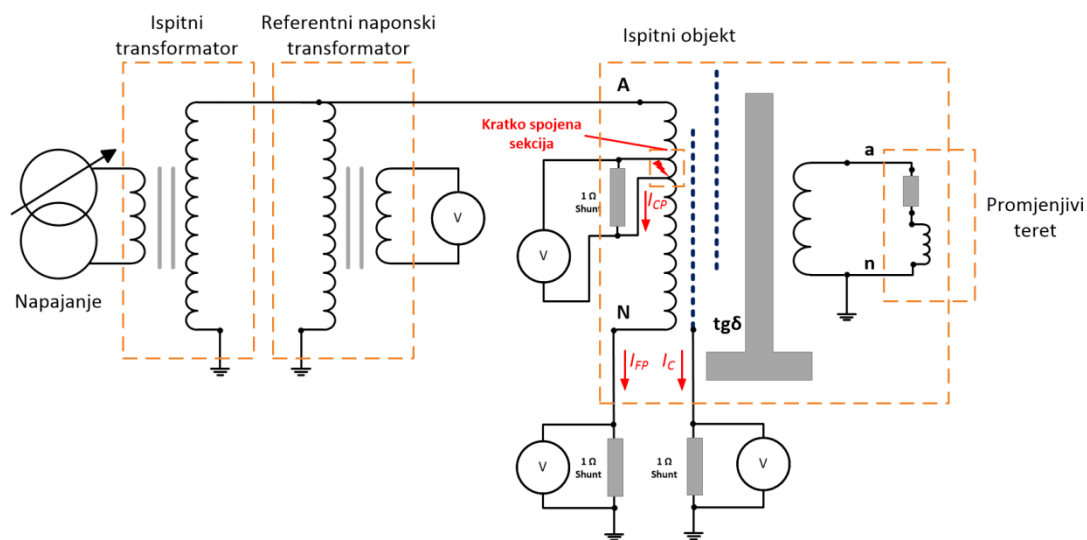 Ispitni
transformator
Referentni naponski
transformator
Ispitni objekt
A
Kratko spojena
sekcija
a
1 Ω
Shunt
I_CP
V
V
Promjenjivi
teret
n
Napajanje
N
tgδ
I_FP
I_C
V
1 Ω
Shunt
1 Ω
Shunt
V